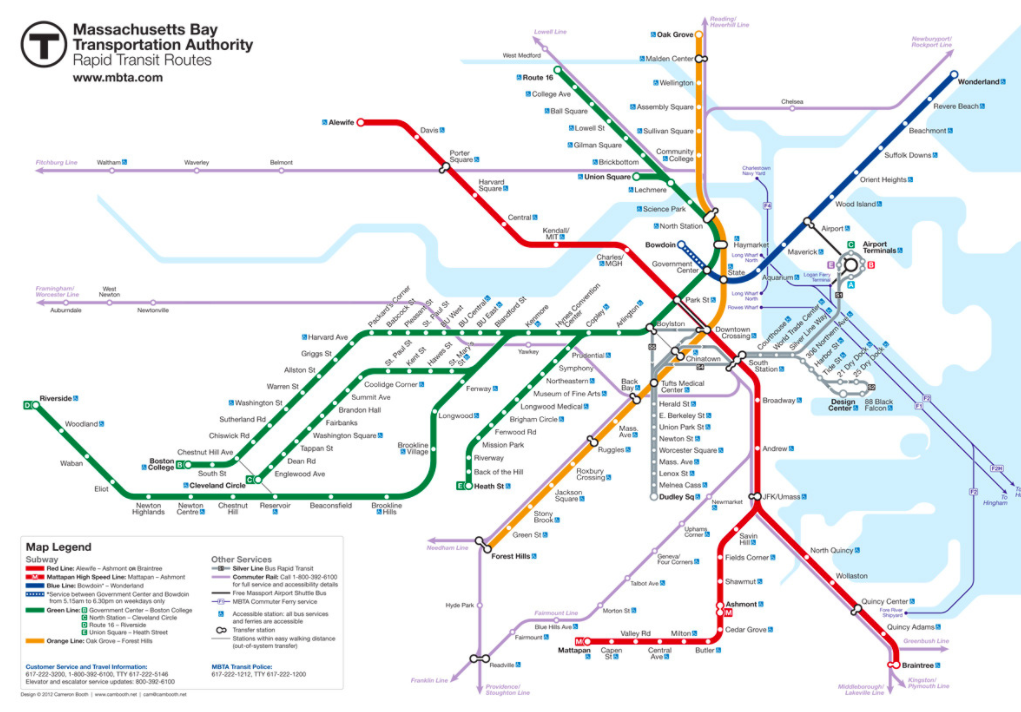 T
Massachusetts Bay
Transportation Authority
Rapid Transit Routes
www.mbta.com
Lowell Line
Reading/
Haverhill Line
Newburyport/
Rockport Line
West Medford
Oak Grove
Malden Center
Wellington
Assembly Square
Sullivan Square
Community
College
Route 16
College Ave
Ball Square
Lowell St
Gilman Square
Brickbottom
Union Square
Lechmere
Science Park
North Station
Chelsea
Wonderland
Revere Beach
Beachmont
Suffolk Downs
Orient Heights
Wood Island
Airport
Maverick
Aquarium
State
Haymarket
Bowdoin
Government
Center
Charlestown
Navy Yard
F4
Long Wharf
North
Logan Ferry
Terminal
Long Wharf
North
Rowes Wharf
Airport
Terminals
C
E
B
A
S1
Alewife
Davis
Porter
Square
Harvard
Square
Central
Kendall/
MIT
Charles/
MGH
Park St
Downtown
Crossing
South
Station
Broadway
Andrew
JFK/Umass
Fitchburg Line
Waltham
Waverley
Belmont
Framingham/
Worcester Line
Auburndale
West
Newton
Newtonville
Packard's Corner
Babcock St
Pleasant St
St. Paul St
BU West
BU Central
BU East
Blandford St
Kenmore
Hynes Convention
Center
Copley
Arlington
Boylston
Yawkey
Harvard Ave
Griggs St
Allston St
Warren St
Washington St
Sutherland Rd
Chiswick Rd
Chestnut Hill Ave
South St
Boston
College
B
St. Paul St
Kent St
Hawes St
St. Marys
St
Coolidge Corner
Summit Ave
Brandon Hall
Fairbanks
Washington Square
Tappan St
Dean Rd
Englewood Ave
Cleveland Circle
C
Riverside
D
Woodland
Waban
Eliot
Newton
Highlands
Newton
Centre
Chestnut
Hill
Reservoir
Beaconsfield
Brookline
Hills
Brookline
Village
Longwood
Fenway
Prudential
Symphony
Northeastern
Museum of Fine Arts
Longwood Medical
Brigham Circle
Fenwood Rd
Mission Park
Riverway
Back of the Hill
Heath St
E
Chinatown
Tufts Medical
Center
Back
Bay
Mass.
Ave
Ruggles
Roxbury
Crossing
Jackson
Square
Stony
Brook
Green St
Forest Hills
Herald St
E. Berkeley St
Union Park St
Newton St
Worcester Square
Mass. Ave
Lenox St
Melnea Cass
Dudley Sq
Courthouse
World Trade Center
Silver Line Way
306 Northern Ave
Harbor St
Tide St
21 Dry Dock
25 Dry Dock
Design
Center
88 Black
Falcon
Newmarket
Uphams
Corner
Geneva/
Four Corners
Talbot Ave
Morton St
Blue Hills Ave
Fairmount
Fairmount Line
Readville
Hyde Park
Needham Line
Franklin Line
Providence/
Stoughton Line
Savin
Hill
Fields Corner
Shawmut
Ashmont
M
Cedar Grove
Butler
Milton
Central
Ave
Valley Rd
Capen
St
Mattapan
M
North Quincy
Wollaston
Quincy Center
Quincy Adams
Braintree
Fore River
Shipyard
Greenbush Line
Kingston/
Plymouth Line
Middleborough/
Lakeville Line
F2
F1
F2H
F2
To
Hingham
Map Legend
Subway
Red Line: Alewife – Ashmont OR Braintree
M Mattapan High Speed Line: Mattapan – Ashmont
Blue Line: Bowdoin* – Wonderland
*Service between Government Center and Bowdoin
from 5.15am to 6.30pm on weekdays only
Green Line: B Government Center – Boston College
C North Station – Cleveland Circle
D Route 16 – Riverside
E Union Square – Heath Street
Orange Line: Oak Grove – Forest Hills
Other Services
Silver Line Bus Rapid Transit
Commuter Rail: Call 1-800-392-6100
for full service and accessibility details
Free Massport Airport Shuttle Bus
MBTA Commuter Ferry service
Accessible station: all bus services
and ferries are accessible
Transfer station
Stations within easy walking distance
(out-of-system transfer)
Customer Service and Travel Information:
617-222-3200, 1-800-392-6100, TTY 617-222-5146
Elevator and escalator service updates: 800-392-6100
MBTA Transit Police:
617-222-1212, TTY 617-222-1200
Design © 2012 Cameron Booth | www.cambooth.net | cam@cambooth.net